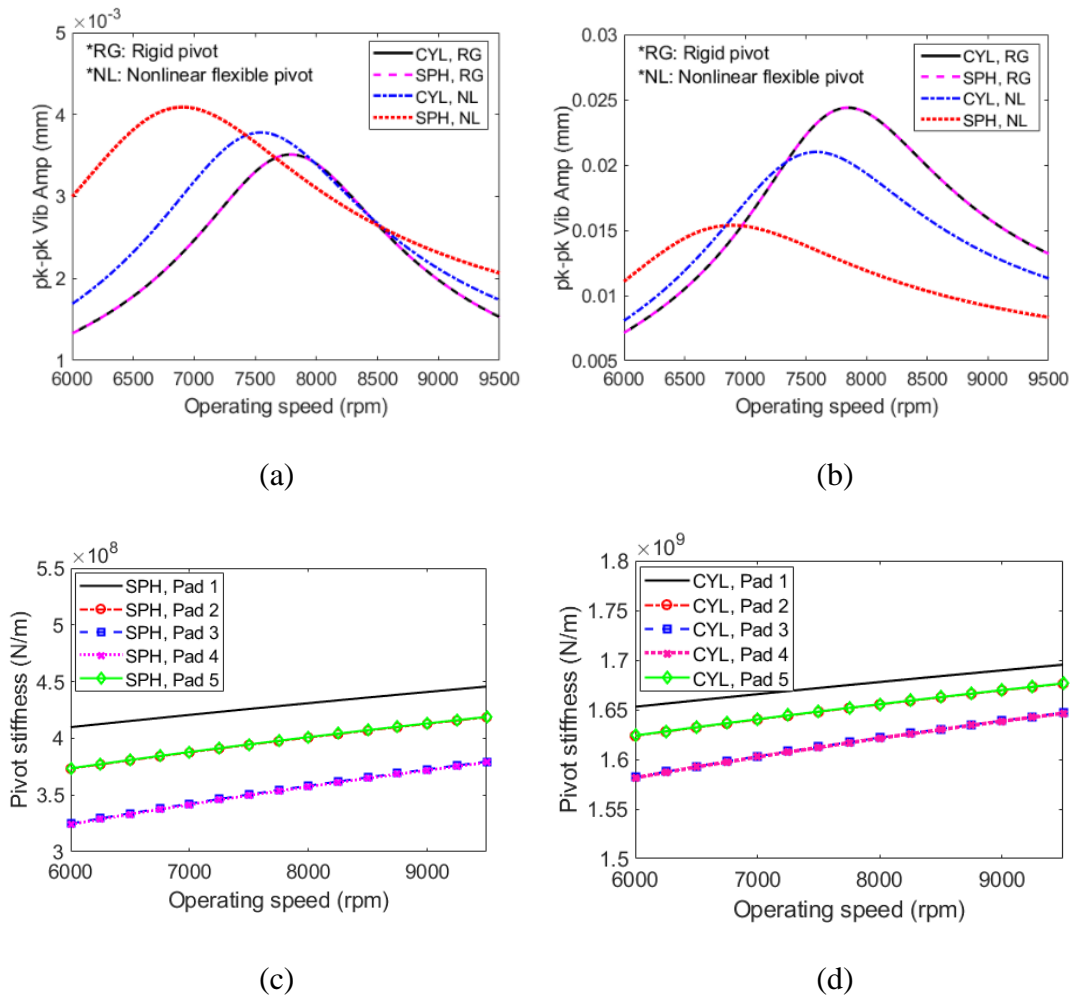 ×10⁻³
5
4
3
2
1
pk-pk Vib Amp (mm)
*RG: Rigid pivot
*NL: Nonlinear flexible pivot
CYL, RG
SPH, RG
CYL, NL
SPH, NL
6000 6500 7000 7500 8000 8500 9000 9500
Operating speed (rpm)
(a)
0.03
0.025
0.02
0.015
0.01
0.005
pk-pk Vib Amp (mm)
*RG: Rigid pivot
*NL: Nonlinear flexible pivot
CYL, RG
SPH, RG
CYL, NL
SPH, NL
6000 6500 7000 7500 8000 8500 9000 9500
Operating speed (rpm)
(b)
×10⁸
5.5
5
4.5
4
3.5
3
Pivot stiffness (N/m)
SPH, Pad 1
SPH, Pad 2
SPH, Pad 3
SPH, Pad 4
SPH, Pad 5
6000 7000 8000 9000
Operating speed (rpm)
(c)
×10⁹
1.8
1.75
1.7
1.65
1.6
1.55
1.5
Pivot stiffness (N/m)
CYL, Pad 1
CYL, Pad 2
CYL, Pad 3
CYL, Pad 4
CYL, Pad 5
6000 7000 8000 9000
Operating speed (rpm)
(d)